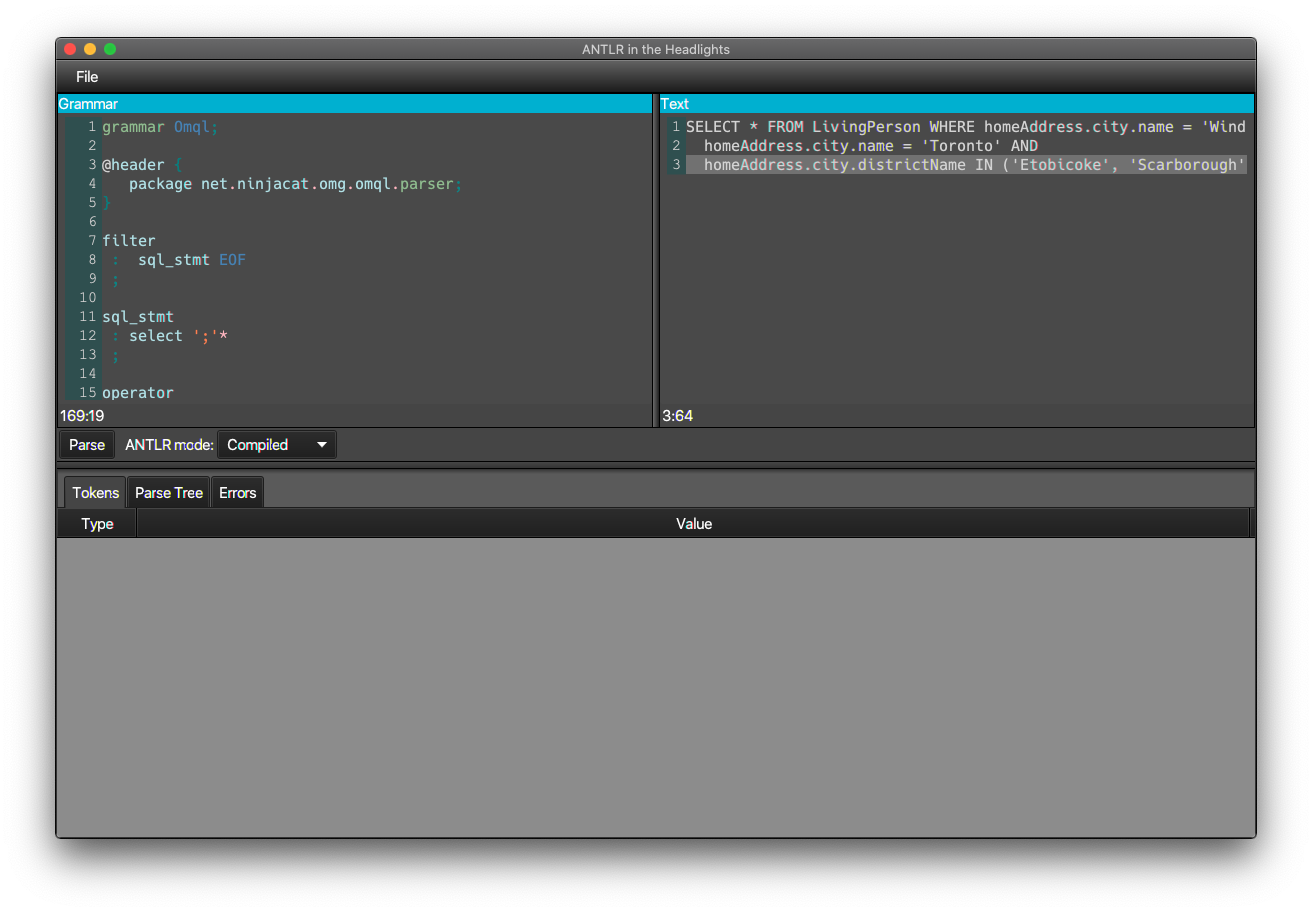 ANTLR in the Headlights
File
Grammar
1 grammar Omql;
2
3 @header {
4 package net.ninjacat.omg.omql.parser;
5 }
6
7 filter
8 : sql_stmt EOF
9 ;
10
11 sql_stmt
12 : select ';'*
13 ;
14
15 operator
169:19
Text
1 SELECT * FROM LivingPerson WHERE homeAddress.city.name = 'Wind
2 homeAddress.city.name = 'Toronto' AND
3 homeAddress.city.districtName IN ('Etobicoke', 'Scarborough'
3:64
Parse ANTLR mode: Compiled
Tokens Parse Tree Errors
Type Value